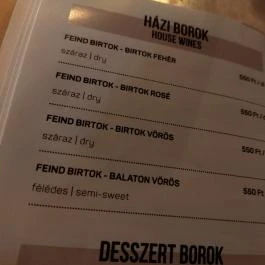 HÁZI BOROK
HOUSE WINES
FEIND BIRTOK - BIRTOK FEHÉR
száraz | dry
550 Ft /
FEIND BIRTOK - BIRTOK ROSÉ
száraz | dry
550 Ft /
FEIND BIRTOK - BIRTOK VÖRÖS
száraz | dry
550 Ft /
FEIND BIRTOK - BALATON VÖRÖS
félédes | semi-sweet
550 Ft
DESSZERT BOROK